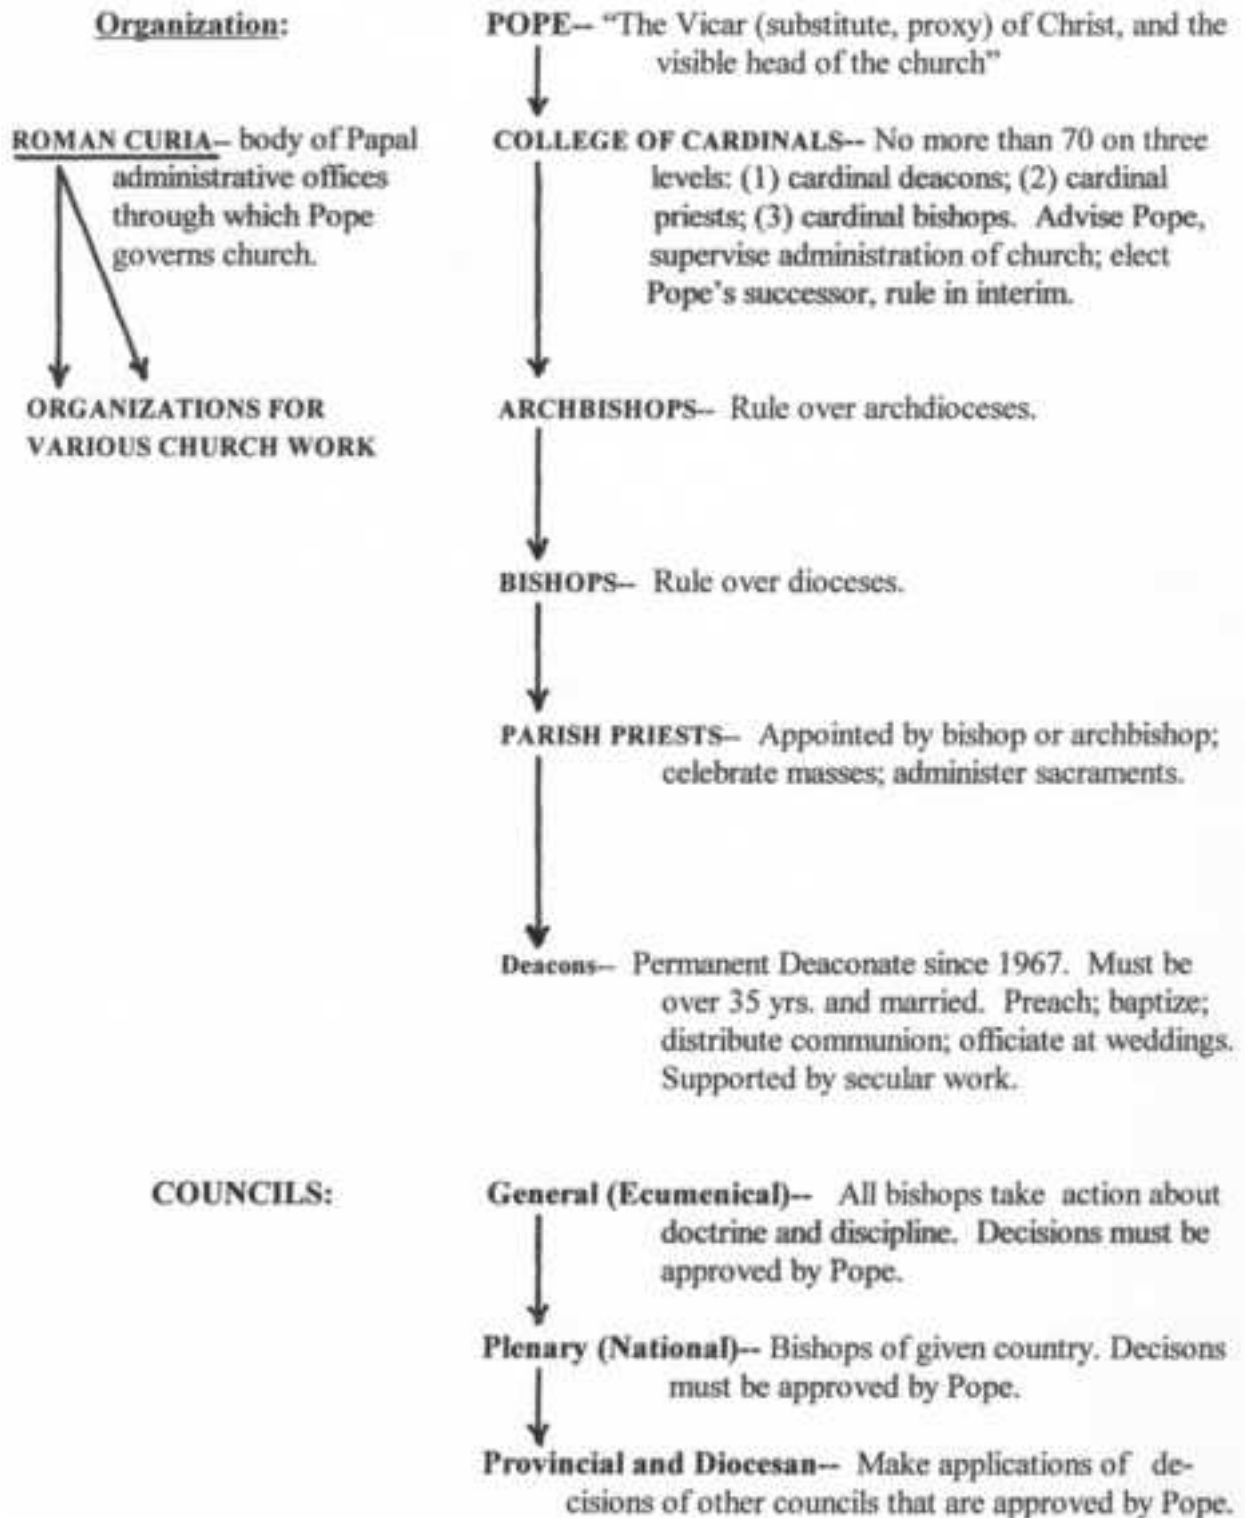 Organization:
POPE-- "The Vicar (substitute, proxy) of Christ, and the
visible head of the church"
ROMAN CURIA-- body of Papal
administrative offices
through which Pope
governs church.
COLLEGE OF CARDINALS-- No more than 70 on three
levels: (1) cardinal deacons; (2) cardinal
priests; (3) cardinal bishops. Advise Pope,
supervise administration of church; elect
Pope's successor, rule in interim.
ORGANIZATIONS FOR
VARIOUS CHURCH WORK
ARCHBISHOPS-- Rule over archdioceses.
BISHOPS-- Rule over dioceses.
PARISH PRIESTS-- Appointed by bishop or archbishop;
celebrate masses; administer sacraments.
Deacons-- Permanent Deaconate since 1967. Must be
over 35 yrs. and married. Preach; baptize;
distribute communion; officiate at weddings.
Supported by secular work.
COUNCILS:
General (Ecumenical)-- All bishops take action about
doctrine and discipline. Decisions must be
approved by Pope.
Plenary (National)-- Bishops of given country. Decisons
must be approved by Pope.
Provincial and Diocesan-- Make applications of de-
cisions of other councils that are approved by Pope.